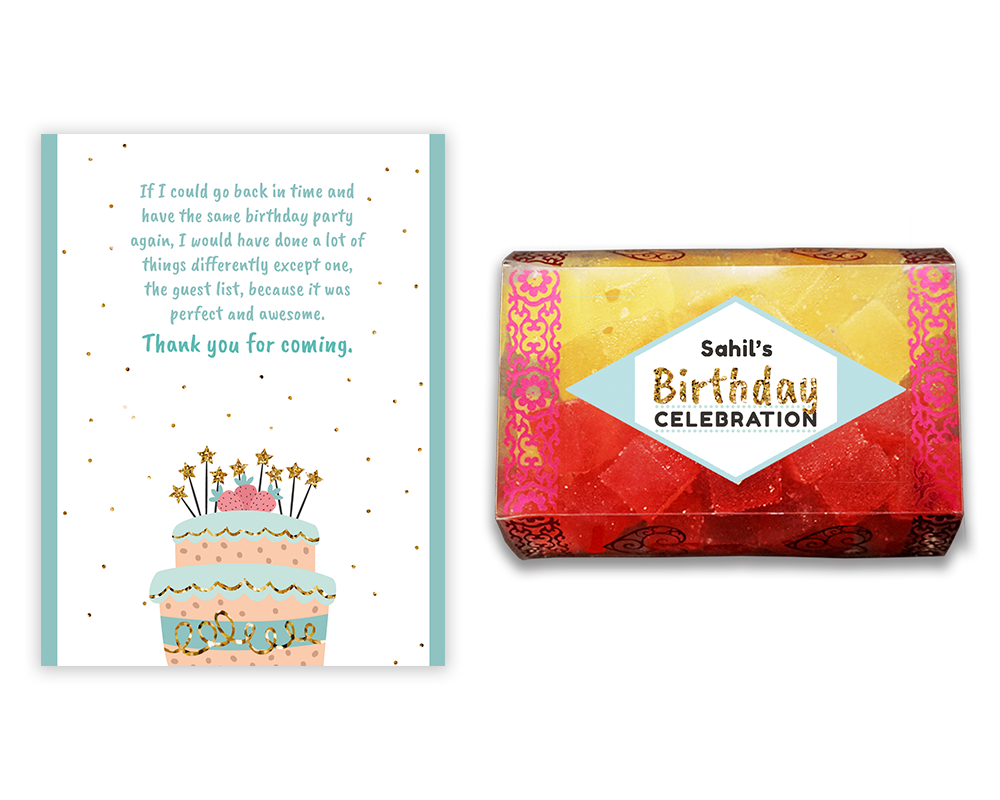 If I could go back in time and
have the same birthday party
again, I would have done a lot of
things differently except one,
the guest list, because it was
perfect and awesome.
Thank you for coming.
Sahil's
Birthday
CELEBRATION